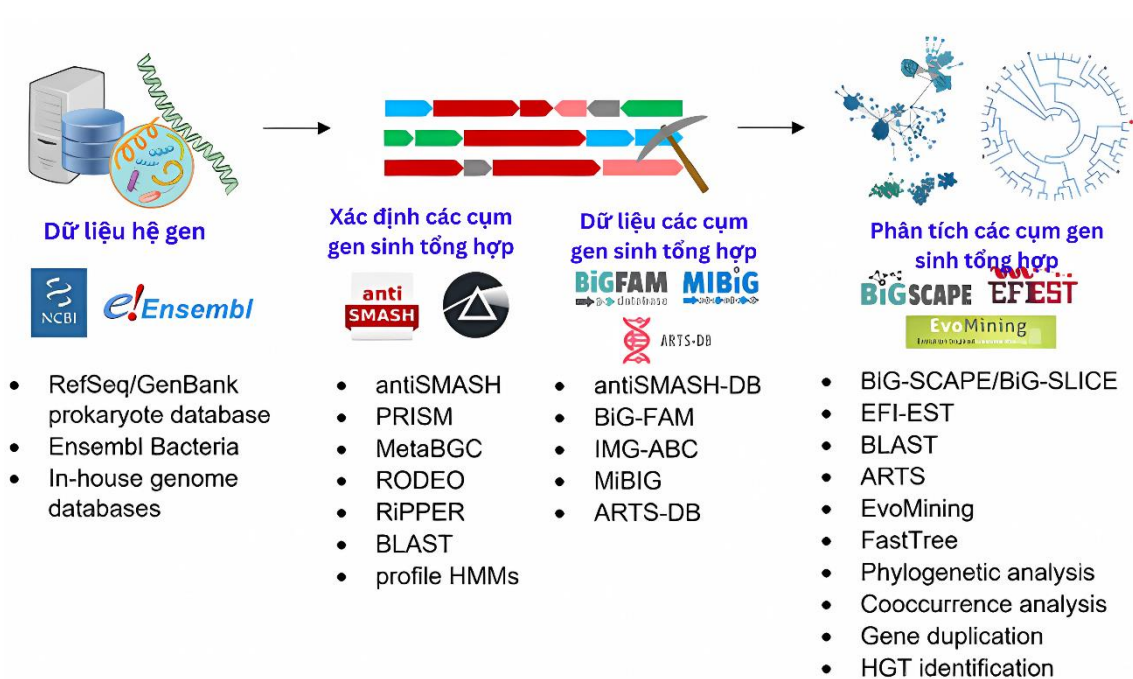 Dữ liệu hệ gen
NCBI
e!Ensembl
• RefSeq/GenBank
prokaryote database
• Ensembl Bacteria
• In-house genome
databases
Xác định các cụm
gen sinh tổng hợp
anti
SMASH
• antiSMASH
• PRISM
• MetaBGC
• RODEO
• RiPPER
• BLAST
• profile HMMs
Dữ liệu các cụm
gen sinh tổng hợp
BiGFAM
database
MIBiG
ARTS-DB
• antiSMASH-DB
• BiG-FAM
• IMG-ABC
• MiBIG
• ARTS-DB
Phân tích các cụm gen
sinh tổng hợp
BiGSCAPE
EFIEST
EvoMining
• BIG-SCAPE/BiG-SLICE
• EFI-EST
• BLAST
• ARTS
• EvoMining
• FastTree
• Phylogenetic analysis
• Cooccurrence analysis
• Gene duplication
• HGT identification